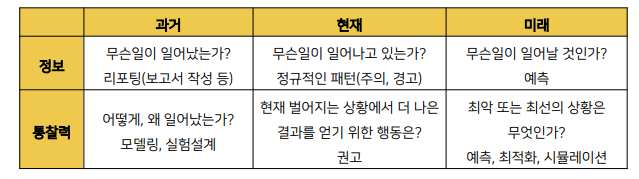 과거 현재 미래
정보
무슨일이 일어났는가?
리포팅(보고서 작성 등)
무슨일이 일어나고 있는가?
정규적인 패턴(주의, 경고)
무슨일이 일어날 것인가?
예측
통찰력
어떻게, 왜 일어났는가?
모델링, 실험설계
현재 벌어지는 상황에서 더 나은
결과를 얻기 위한 행동은?
권고
최악 또는 최선의 상황은
무엇인가?
예측, 최적화, 시뮬레이션